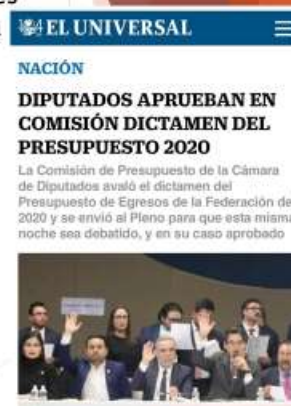 EL UNIVERSAL
NACIÓN
DIPUTADOS APRUEBAN EN
COMISIÓN DICTAMEN DEL
PRESUPUESTO 2020
La Comisión de Presupuesto de la Cámara
de Diputados avaló el dictamen del
Presupuesto de Egresos de la Federación de
2020 y se envió al Pleno para que esta misma
noche sea debatido, y en su caso aprobado